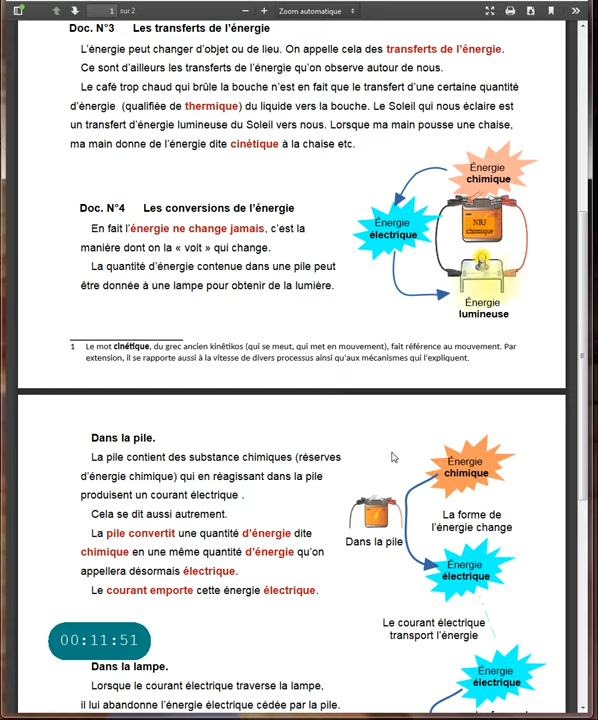 1 sur 2 Zoom automatique
Doc. N°3 Les transferts de l'énergie
L'énergie peut changer d'objet ou de lieu. On appelle cela des transferts de l'énergie.
Ce sont d'ailleurs les transferts de l'énergie qu'on observe autour de nous.
Le café trop chaud qui brûle la bouche n'est en fait que le transfert d'une certaine quantité
d'énergie (qualifiée de thermique) du liquide vers la bouche. Le Soleil qui nous éclaire est
un transfert d'énergie lumineuse du Soleil vers nous. Lorsque ma main pousse une chaise,
ma main donne de l'énergie dite cinétique à la chaise etc.
Doc. N°4 Les conversions de l'énergie
En fait l'énergie ne change jamais, c'est la
manière dont on la « voit » qui change.
La quantité d'énergie contenue dans une pile peut
être donnée à une lampe pour obtenir de la lumière.
Énergie
chimique
Énergie
électrique
NRJ
chimique
Énergie
lumineuse
1 Le mot cinétique, du grec ancien kinêtikos (qui se meut, qui met en mouvement), fait référence au mouvement. Par
extension, il se rapporte aussi à la vitesse de divers processus ainsi qu'aux mécanismes qui l'expliquent.
Dans la pile.
La pile contient des substance chimiques (réserves
d'énergie chimique) qui en réagissant dans la pile
produisent un courant électrique .
Cela se dit aussi autrement.
La pile convertit une quantité d'énergie dite
chimique en une même quantité d'énergie qu'on
appellera désormais électrique.
Le courant emporte cette énergie électrique.
Énergie
chimique
La forme de
l'énergie change
Dans la pile
Énergie
électrique
Le courant électrique
transport l'énergie
00:11:51
Dans la lampe.
Lorsque le courant électrique traverse la lampe,
il lui abandonne l'énergie électrique cédée par la pile.
Énergie
électrique